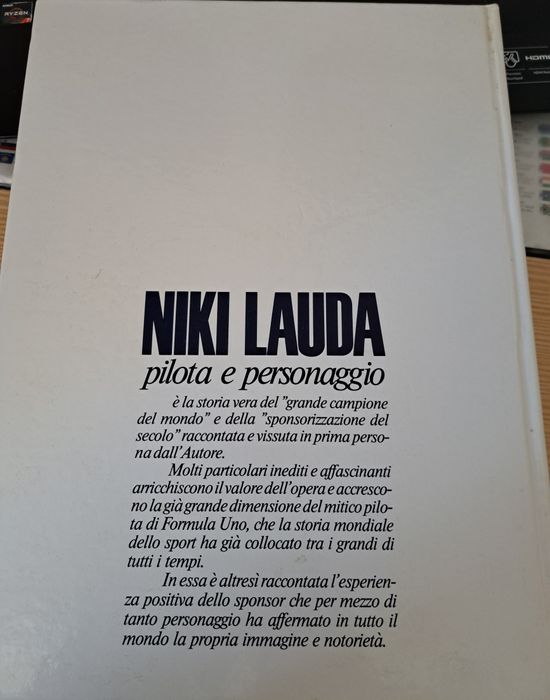 RYZEN
HDMI
NIKI LAUDA
pilota e personaggio
è la storia vera del "grande campione
del mondo" e della "sponsorizzazione del
secolo" raccontata e vissuta in prima perso-
na dall'Autore.
Molti particolari inediti e affascinanti
arricchiscono il valore dell'opera e accresco-
no la già grande dimensione del mitico pilo-
ta di Formula Uno, che la storia mondiale
dello sport ha già collocato tra i grandi di
tutti i tempi.
In essa è altresì raccontata l'esperien-
za positiva dello sponsor che per mezzo di
tanto personaggio ha affermato in tutto il
mondo la propria immagine e notorietà.